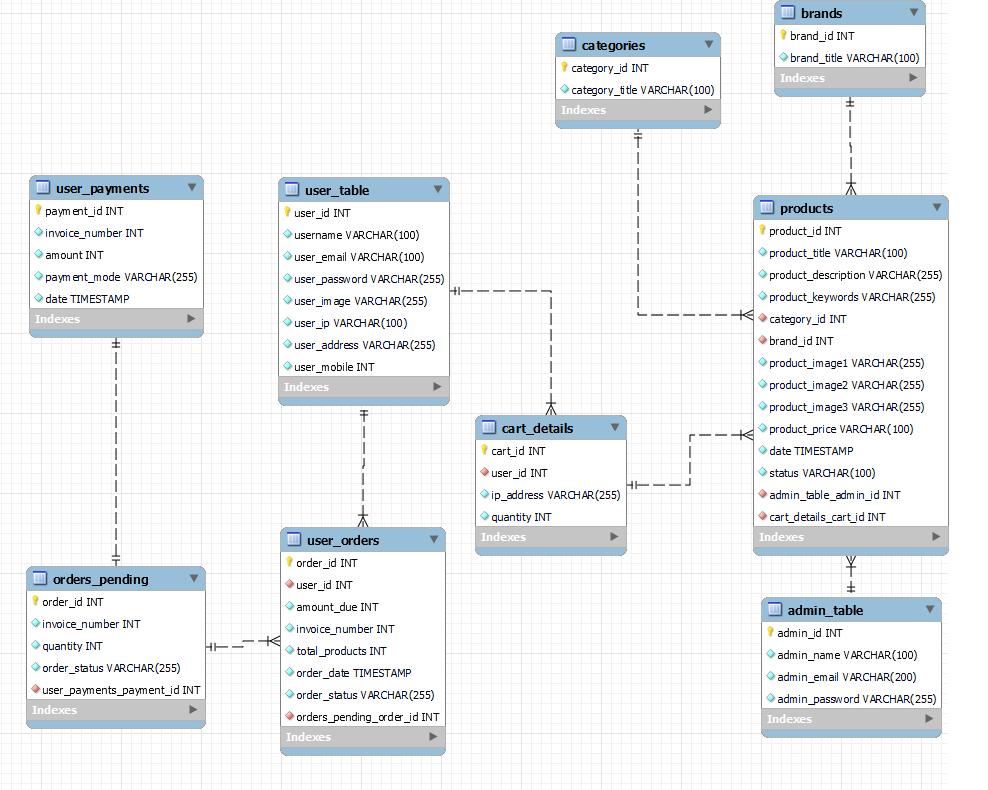 brands
brand_id INT
brand_title VARCHAR(100)
Indexes
categories
category_id INT
category_title VARCHAR(100)
Indexes
user_payments
payment_id INT
invoice_number INT
amount INT
payment_mode VARCHAR(255)
date TIMESTAMP
Indexes
user_table
user_id INT
username VARCHAR(100)
user_email VARCHAR(100)
user_password VARCHAR(255)
user_image VARCHAR(255)
user_ip VARCHAR(100)
user_address VARCHAR(255)
user_mobile INT
Indexes
products
product_id INT
product_title VARCHAR(100)
product_description VARCHAR(255)
product_keywords VARCHAR(255)
category_id INT
brand_id INT
product_image1 VARCHAR(255)
product_image2 VARCHAR(255)
product_image3 VARCHAR(255)
product_price VARCHAR(100)
date TIMESTAMP
status VARCHAR(100)
admin_table_admin_id INT
cart_details_cart_id INT
Indexes
cart_details
cart_id INT
user_id INT
ip_address VARCHAR(255)
quantity INT
Indexes
orders_pending
order_id INT
invoice_number INT
quantity INT
order_status VARCHAR(255)
user_payments_payment_id INT
Indexes
user_orders
order_id INT
user_id INT
amount_due INT
invoice_number INT
total_products INT
order_date TIMESTAMP
order_status VARCHAR(255)
orders_pending_order_id INT
Indexes
admin_table
admin_id INT
admin_name VARCHAR(100)
admin_email VARCHAR(200)
admin_password VARCHAR(255)
Indexes